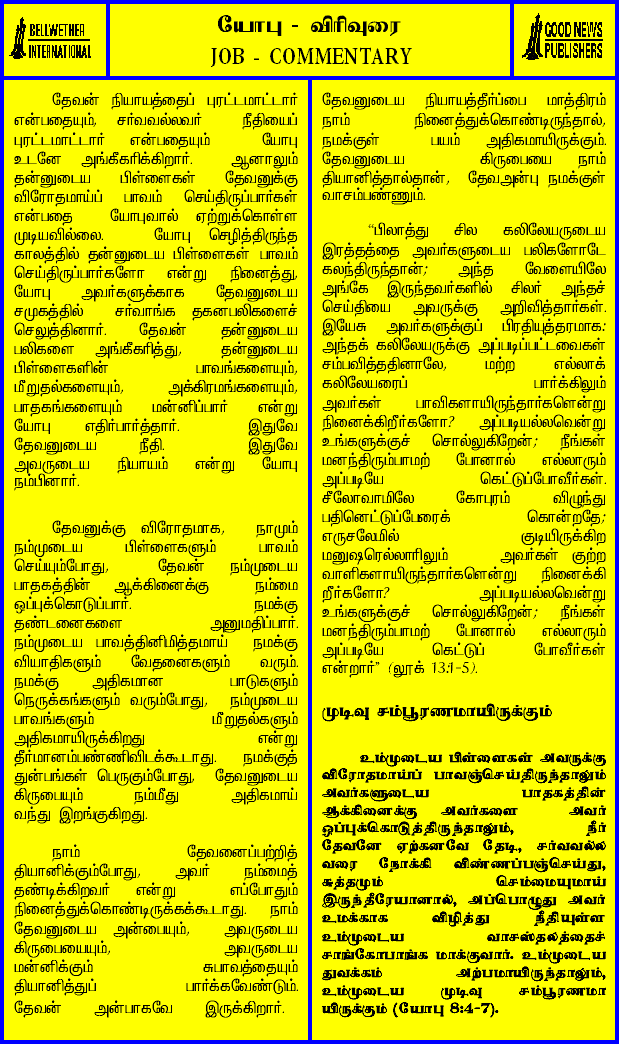 BELLWETHER
INTERNATIONAL
யோபு - விரிவுரை
JOB - COMMENTARY
GOOD NEWS
PUBLISHERS
தேவன் நியாயத்தைப் புரட்டமாட்டார்
என்பதையும், சர்வவல்லவர் நீதியைப்
புரட்டமாட்டார் என்பதையும் யோபு
உடனே அங்கீகரிக்கிறார். ஆனாலும்
தன்னுடைய பிள்ளைகள் தேவனுக்கு
விரோதமாய்ப் பாவம் செய்திருப்பார்கள்
என்பதை யோபுவால் ஏற்றுக்கொள்ள
முடியவில்லை. யோபு செழித்திருந்த
காலத்தில் தன்னுடைய பிள்ளைகள் பாவம்
செய்திருப்பார்களோ என்று நினைத்து,
யோபு அவர்களுக்காக தேவனுடைய
சமுகத்தில் சர்வாங்க தகனபலிகளைச்
செலுத்தினார். தேவன் தன்னுடைய
பலிகளை அங்கீகரித்து, தன்னுடைய
பிள்ளைகளின் பாவங்களையும்,
மீறுதல்களையும், அக்கிரமங்களையும்,
பாதகங்களையும் மன்னிப்பார் என்று
யோபு எதிர்பார்த்தார். இதுவே
தேவனுடைய நீதி. இதுவே
அவருடைய நியாயம் என்று யோபு
நம்பினார்.
தேவனுக்கு விரோதமாக, நாமும்
நம்முடைய பிள்ளைகளும் பாவம்
செய்யும்போது, தேவன் நம்முடைய
பாதகத்தின் ஆக்கினைக்கு நம்மை
ஒப்புக்கொடுப்பார். நமக்கு
தண்டனைகளை அனுமதிப்பார்.
நம்முடைய பாவத்தினிமித்தமாய் நமக்கு
வியாதிகளும் வேதனைகளும் வரும்.
நமக்கு அதிகமான பாடுகளும்
நெருக்கங்களும் வரும்போது, நம்முடைய
பாவங்களும் மீறுதல்களும்
அதிகமாயிருக்கிறது என்று
தீர்மானம்பண்ணிவிடக்கூடாது. நமக்குத்
துன்பங்கள் பெருகும்போது, தேவனுடைய
கிருபையும் நம்மீது அதிகமாய்
வந்து இறங்குகிறது.
நாம் தேவனைப்பற்றித்
தியானிக்கும்போது, அவர் நம்மைத்
தண்டிக்கிறவர் என்று எப்போதும்
நினைத்துக்கொண்டிருக்கக்கூடாது. நாம்
தேவனுடைய அன்பையும், அவருடைய
கிருபையையும், அவருடைய
மன்னிக்கும் சுபாவத்தையும்
தியானித்துப் பார்க்கவேண்டும்.
தேவன் அன்பாகவே இருக்கிறார்.
தேவனுடைய நியாயத்தீர்ப்பை மாத்திரம்
நாம் நினைத்துக்கொண்டிருந்தால்,
நமக்குள் பயம் அதிகமாயிருக்கும்.
தேவனுடைய கிருபையை நாம்
தியானித்தால்தான், தேவஅன்பு நமக்குள்
வாசம்பண்ணும்.
“பிலாத்து சில கலிலேயருடைய
இரத்தத்தை அவர்களுடைய பலிகளோடே
கலந்திருந்தான்; அந்த வேளையிலே
அங்கே இருந்தவர்களில் சிலர் அந்தச்
செய்தியை அவருக்கு அறிவித்தார்கள்.
இயேசு அவர்களுக்குப் பிரதியுத்தரமாக:
அந்தக் கலிலேயருக்கு அப்படிப்பட்டவைகள்
சம்பவித்ததினாலே, மற்ற எல்லாக்
கலிலேயரைப் பார்க்கிலும்
அவர்கள் பாவிகளாயிருந்தார்களென்று
நினைக்கிறீர்களோ? அப்படியல்லவென்று
உங்களுக்குச் சொல்லுகிறேன்; நீங்கள்
மனந்திரும்பாமற் போனால் எல்லாரும்
அப்படியே கெட்டுப்போவீர்கள்.
சீலோவாமிலே கோபுரம் விழுந்து
பதினெட்டுப்பேரைக் கொன்றதே;
எருசலேமில் குடியிருக்கிற
மனுஷரெல்லாரிலும் அவர்கள் குற்ற
வாளிகளாயிருந்தார்களென்று நினைக்கி
றீர்களோ? அப்படியல்லவென்று
உங்களுக்குச் சொல்லுகிறேன்; நீங்கள்
மனந்திரும்பாமற் போனால் எல்லாரும்
அப்படியே கெட்டுப் போவீர்கள்
என்றார்” (லூக் 13:1-5).
முடிவு சம்பூரணமாயிருக்கும்
உம்முடைய பிள்ளைகள் அவருக்கு
விரோதமாய்ப் பாவஞ்செய்திருந்தாலும்
அவர்களுடைய பாதகத்தின்
ஆக்கினைக்கு அவர்களை அவர்
ஒப்புக்கொடுத்திருந்தாலும், நீர்
தேவனே ஏற்கனவே தேடி, சர்வவல்ல
வரை நோக்கி விண்ணப்பஞ்செய்து,
சுத்தமும் செம்மையுமாய்
இருந்தீரேயானால், அப்பொழுது அவர்
உமக்காக விழித்து நீதியுள்ள
உம்முடைய வாசஸ்தலத்தைச்
சாங்கோபாங்க மாக்குவார். உம்முடைய
துவக்கம் அற்பமாயிருந்தாலும்,
உம்முடைய முடிவு சம்பூரணமா
யிருக்கும் (யோபு 8:4-7).